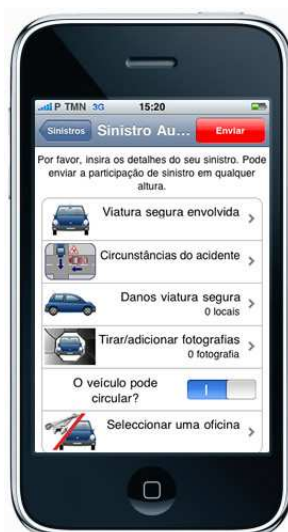 P TMN 3G 15:20
Sinistros Sinistro Au... Enviar
Por favor, insira os detalhes do seu sinistro. Pode
enviar a participação de sinistro em qualquer
altura.
Viatura segura envolvida
Circunstâncias do acidente
Danos viatura segura
0 locais
Tirar/adicionar fotografias
0 fotografia
O veículo pode
circular?
Seleccionar uma oficina